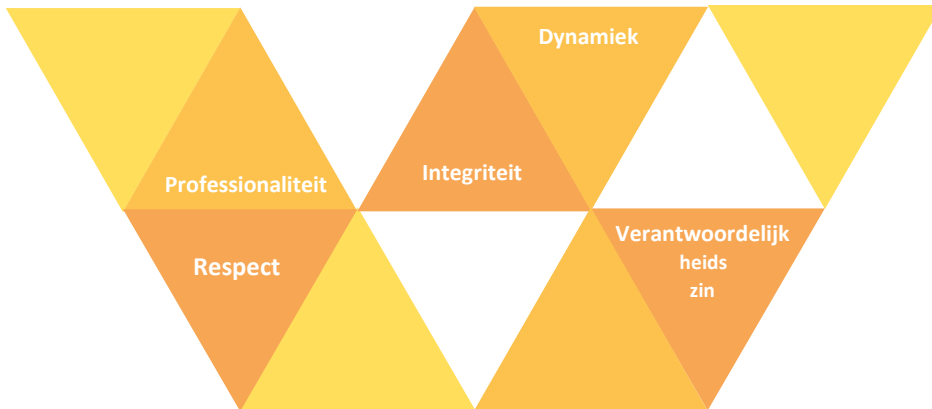 Dynamiek
Professionaliteit
Integriteit
Respect
Verantwoordelijk
heids
zin